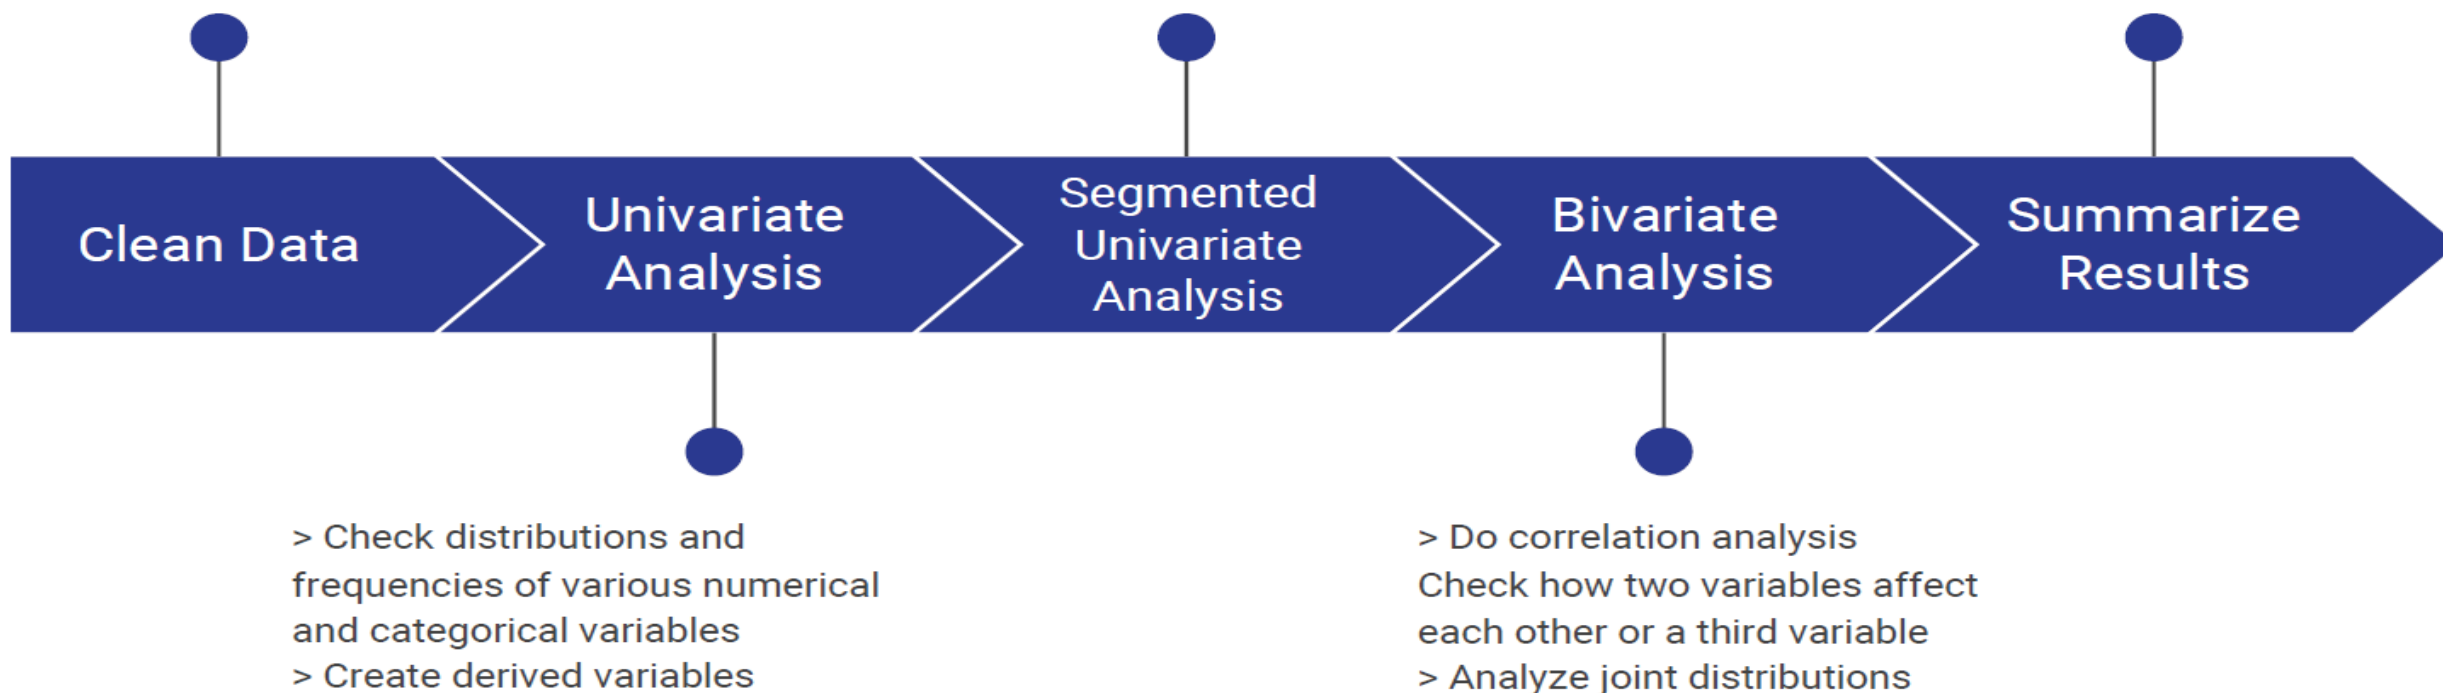 Clean Data
Univariate
Analysis
Segmented
Univariate
Analysis
Bivariate
Analysis
Summarize
Results
> Check distributions and
frequencies of various numerical
and categorical variables
> Create derived variables
> Do correlation analysis
Check how two variables affect
each other or a third variable
> Analyze joint distributions